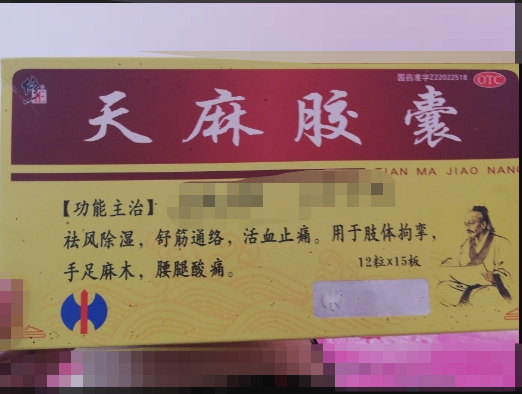 国药准字Z22022518
OTC
天麻胶囊
TIAN MA JIAO NANG
【功能主治】
祛风除湿，舒筋通络，活血止痛。用于肢体拘挛，
手足麻木，腰腿酸痛。
12粒x15板